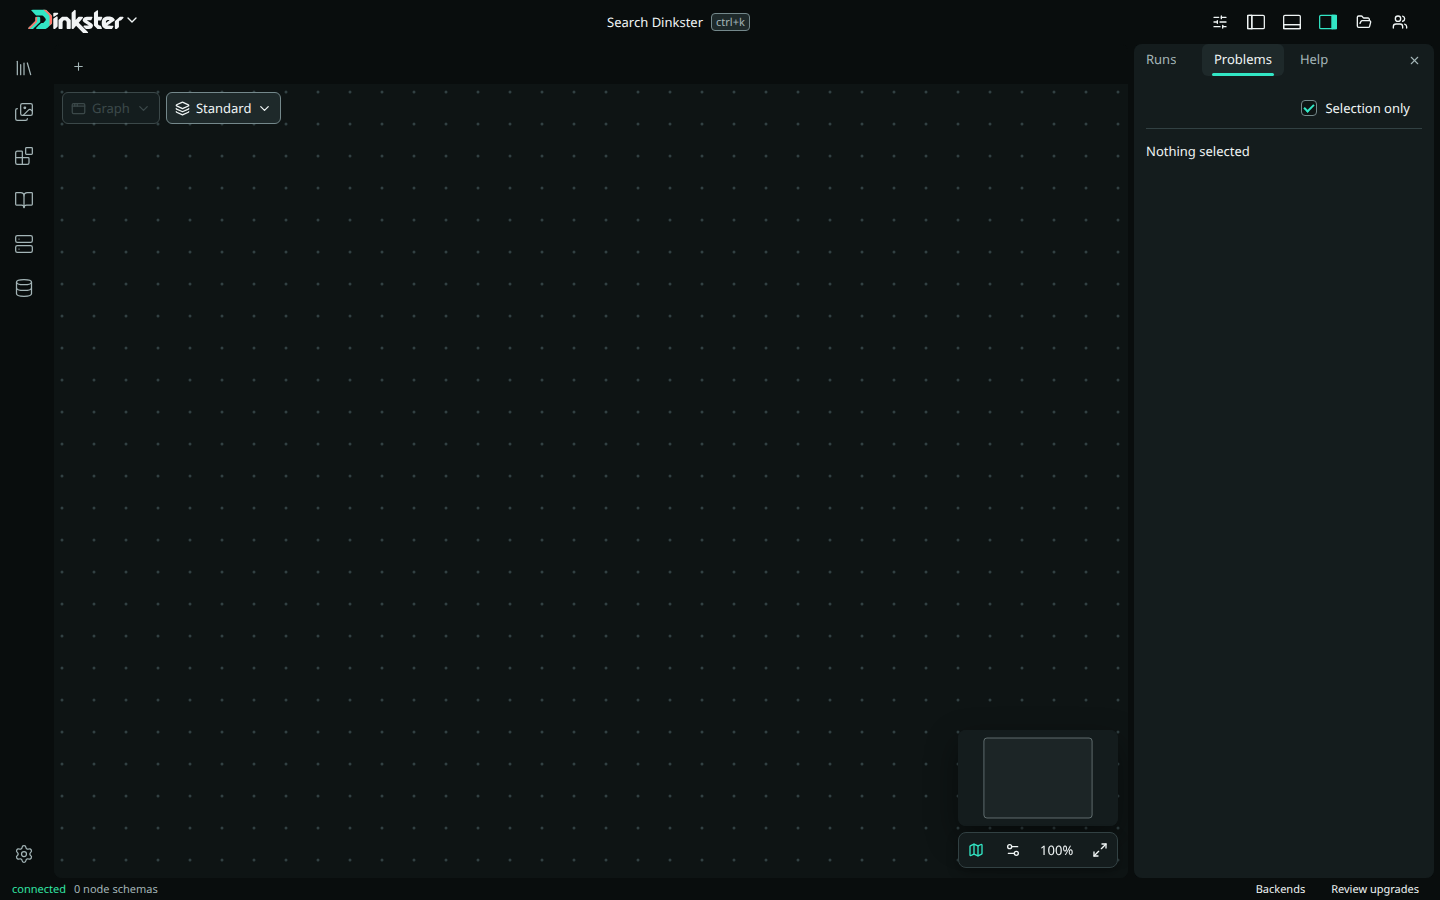 Dinkster
Search Dinkster ctrl+k
Runs Problems Help
Graph
Standard
Selection only
Nothing selected
100%
connected 0 node schemas
Backends Review upgrades